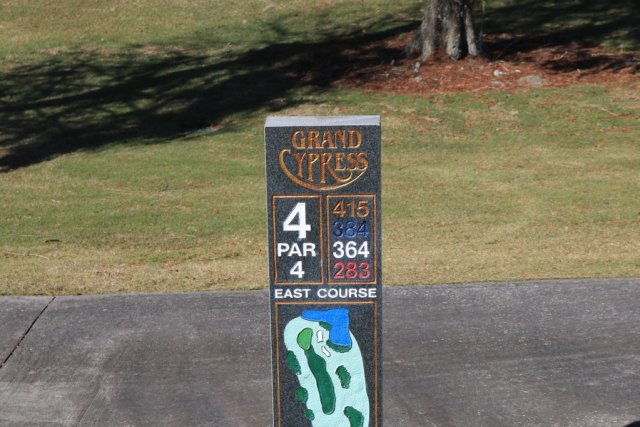 GRAND
CYPRESS
4
PAR
4
415
384
364
283
EAST COURSE